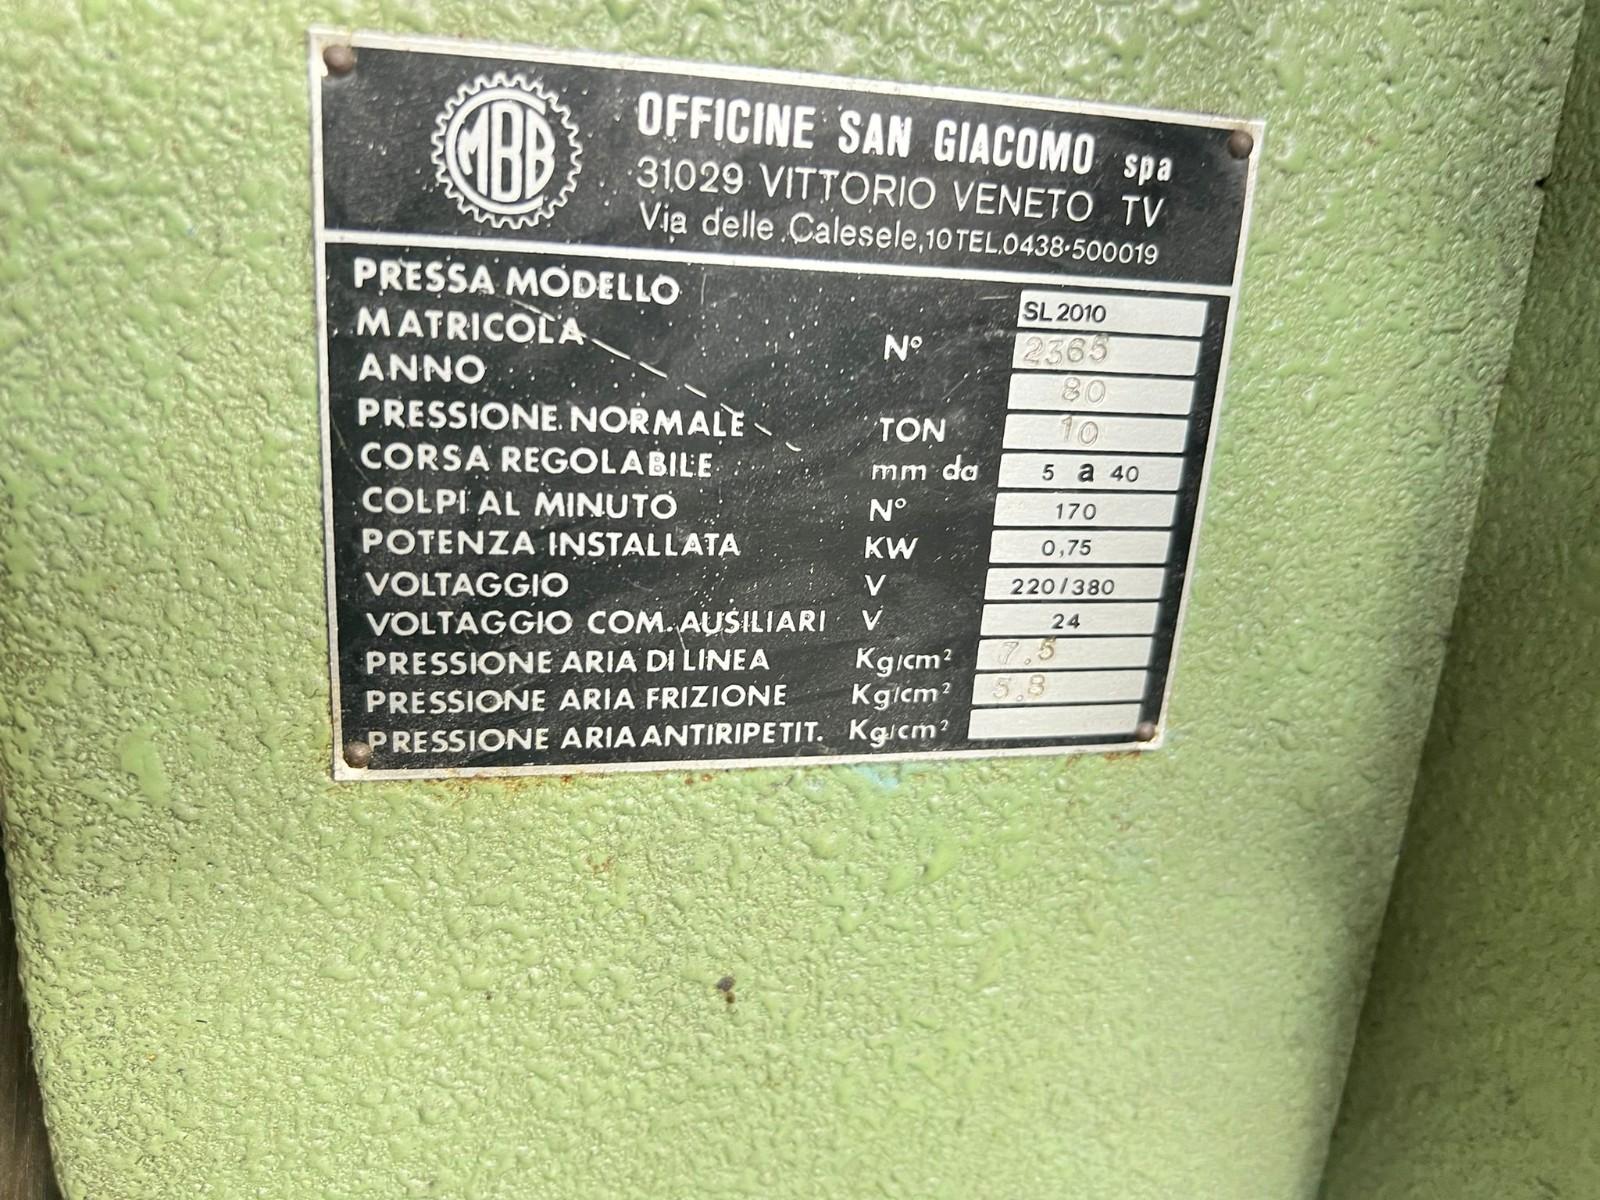 MBB
OFFICINE SAN GIACOMO spa
31029 VITTORIO VENETO TV
Via delle Calesele, 10 TEL. 0438-500019
PRESSA MODELLO SL 2010
MATRICOLA N° 2365
ANNO 80
PRESSIONE NORMALE TON 10
CORSA REGOLABILE mm da 5 a 40
COLPI AL MINUTO N° 170
POTENZA INSTALLATA KW 0,75
VOLTAGGIO V 220/380
VOLTAGGIO COM. AUSILIARI V 24
PRESSIONE ARIA DI LINEA Kg/cm² 7.5
PRESSIONE ARIA FRIZIONE Kg/cm² 5.8
PRESSIONE ARIA ANTIRIPETIT. Kg/cm²